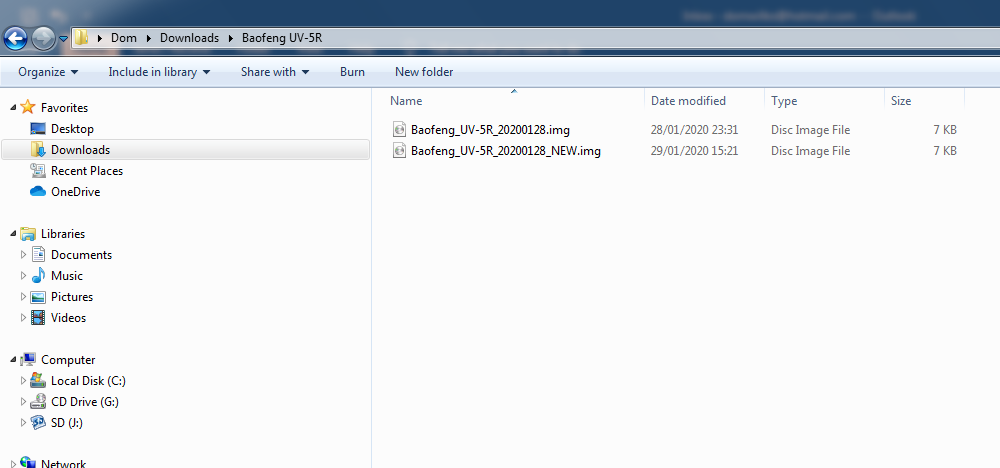 Dom Downloads Baofeng UV-5R
Organize Include in library Share with Burn New folder
Favorites
Desktop
Downloads
Recent Places
OneDrive
Libraries
Documents
Music
Pictures
Videos
Computer
Local Disk (C:)
CD Drive (G:)
SD (J:)
Network
Name Date modified Type Size
Baofeng_UV-5R_20200128.img 28/01/2020 23:31 Disc Image File 7 KB
Baofeng_UV-5R_20200128_NEW.img 29/01/2020 15:21 Disc Image File 7 KB